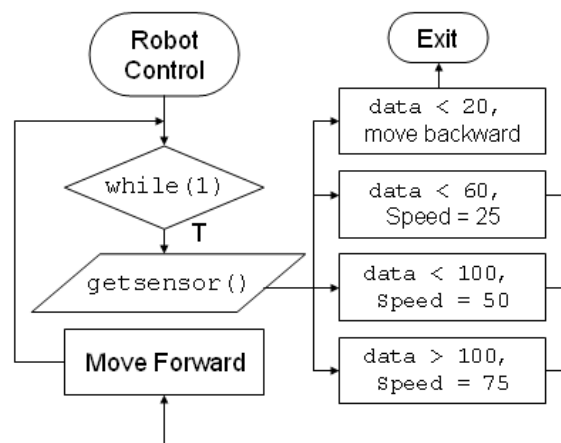 Robot
Control
while(1)
T
getsensor()
Move Forward
Exit
data < 20,
move backward
data < 60,
Speed = 25
data < 100,
Speed = 50
data > 100,
Speed = 75